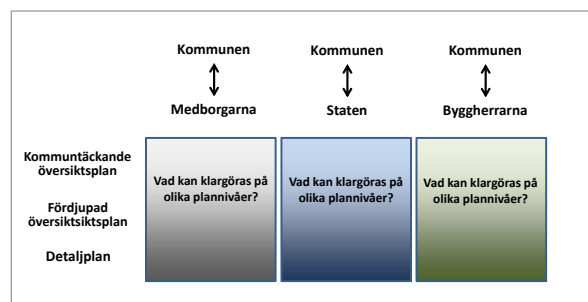 Kommunen Kommunen Kommunen
Medborgarna Staten Byggherrarna
Kommuntäckande
översiktsplan
Fördjupad
översiktsiktsplan
Detaljplan
Vad kan klargöras på
olika plannivåer?
Vad kan klargöras på
olika plannivåer?
Vad kan klargöras på
olika plannivåer?